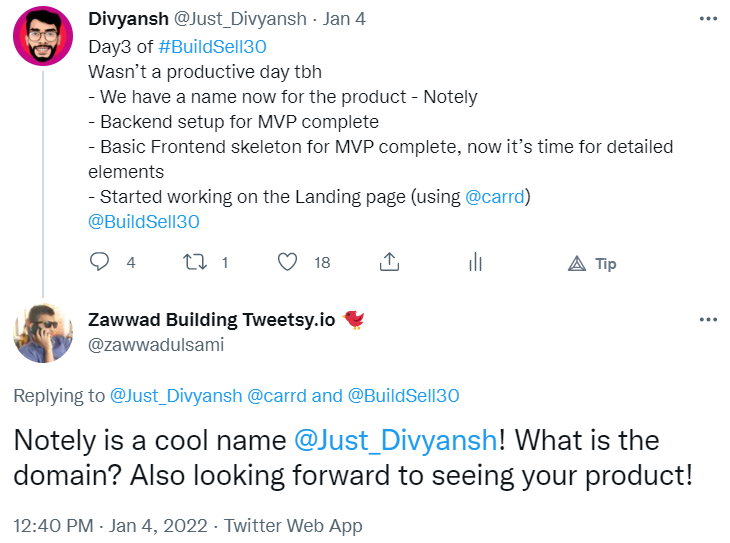 Divyansh @Just_Divyansh · Jan 4
Day3 of #BuildSell30
Wasn’t a productive day tbh
- We have a name now for the product - Notely
- Backend setup for MVP complete
- Basic Frontend skeleton for MVP complete, now it’s time for detailed
elements
- Started working on the Landing page (using @carrd)
@BuildSell30
4 1 18 Tip
Zawwad Building Tweetsy.io
@zawwadulsami
Replying to @Just_Divyansh @carrd and @BuildSell30
Notely is a cool name @Just_Divyansh! What is the
domain? Also looking forward to seeing your product!
12:40 PM · Jan 4, 2022 · Twitter Web App